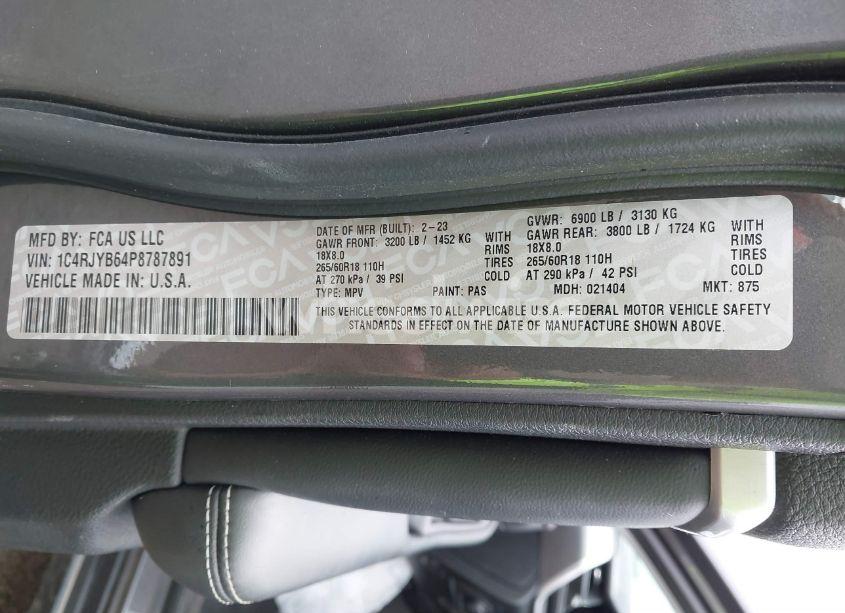 MFD BY: FCA US LLC
VIN: 1C4RJYB64P8787891
VEHICLE MADE IN: U.S.A.
DATE OF MFR (BUILT): 2-23
GAWR FRONT: 3200 LB / 1452 KG WITH
18X8.0 RIMS
265/60R18 110H TIRES
AT 270 kPa / 39 PSI COLD
TYPE: MPV PAINT: PAS
GVWR: 6900 LB / 3130 KG
GAWR REAR: 3800 LB / 1724 KG WITH
18X8.0 RIMS
265/60R18 110H TIRES
AT 290 kPa / 42 PSI COLD
MDH: 021404 MKT: 875
THIS VEHICLE CONFORMS TO ALL APPLICABLE U.S.A. FEDERAL MOTOR VEHICLE SAFETY
STANDARDS IN EFFECT ON THE DATE OF MANUFACTURE SHOWN ABOVE.